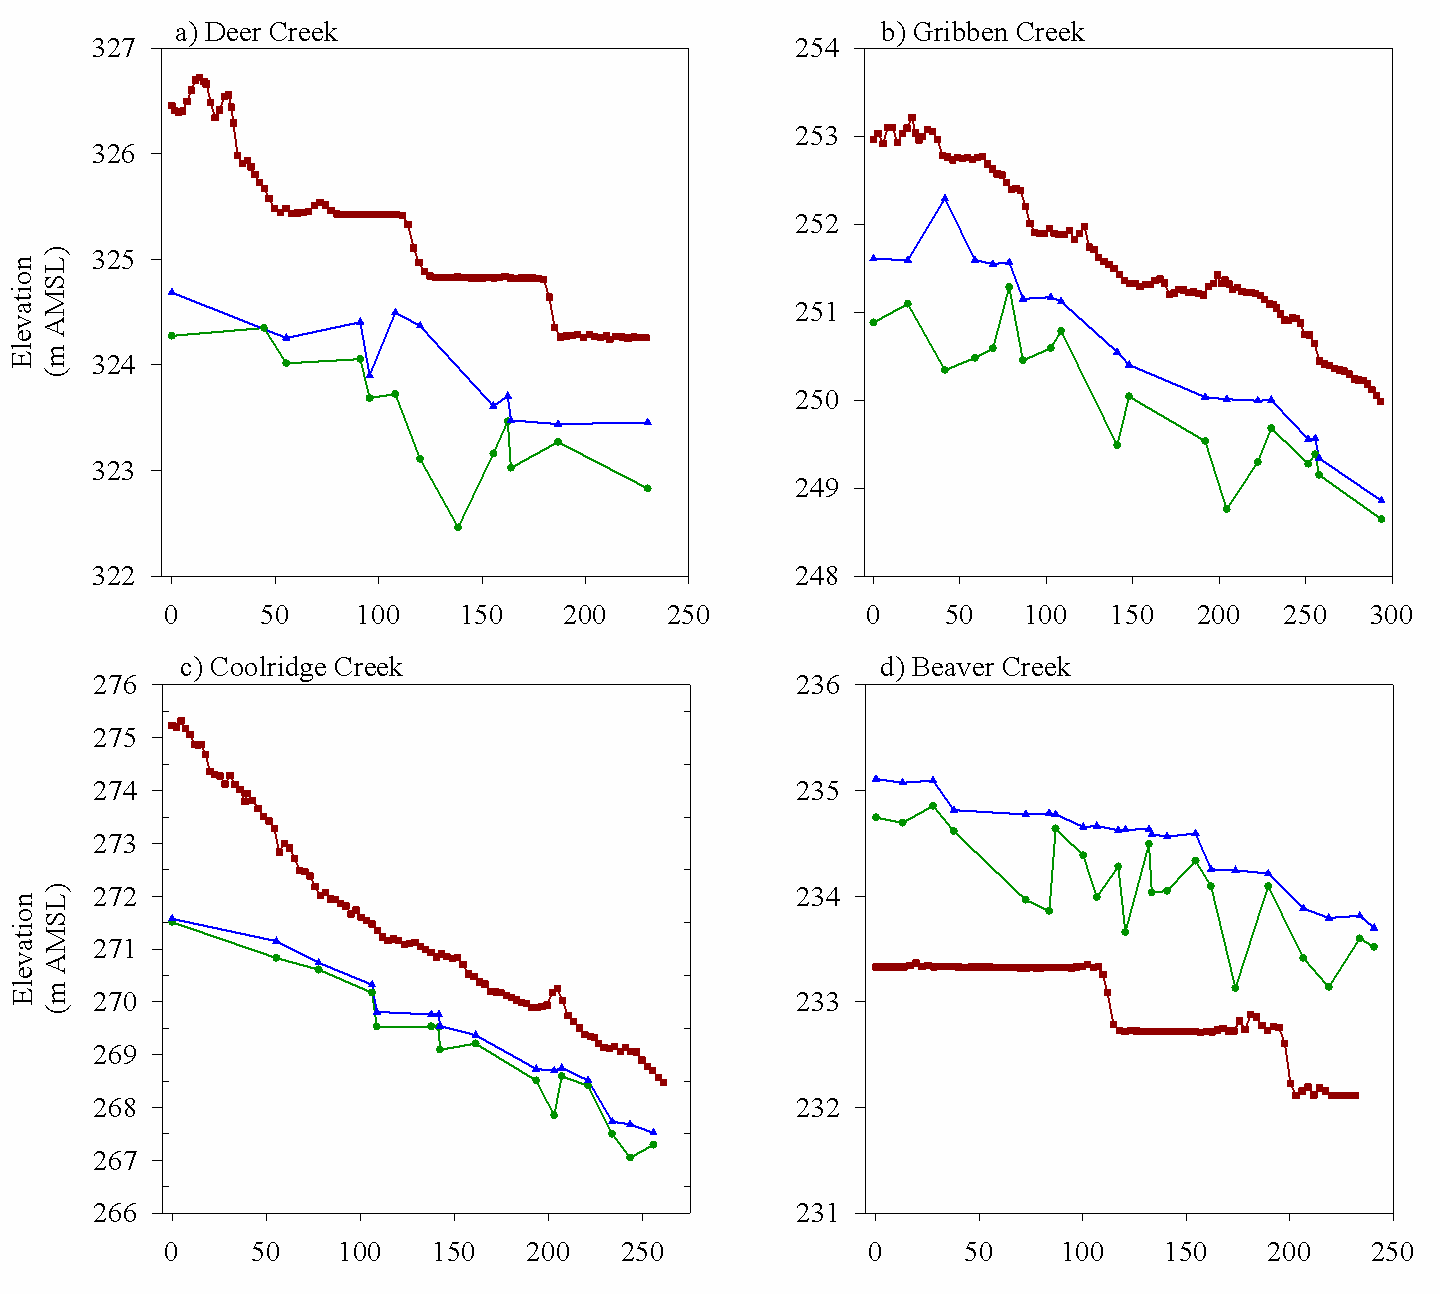 a) Deer Creek
327
326
325
324
323
322
0 50 100 150 200 250
Elevation
(m AMSL)
b) Gribben Creek
254
253
252
251
250
249
248
0 50 100 150 200 250 300
c) Coolridge Creek
276
275
274
273
272
271
270
269
268
267
266
0 50 100 150 200 250
Elevation
(m AMSL)
d) Beaver Creek
236
235
234
233
232
231
0 50 100 150 200 250